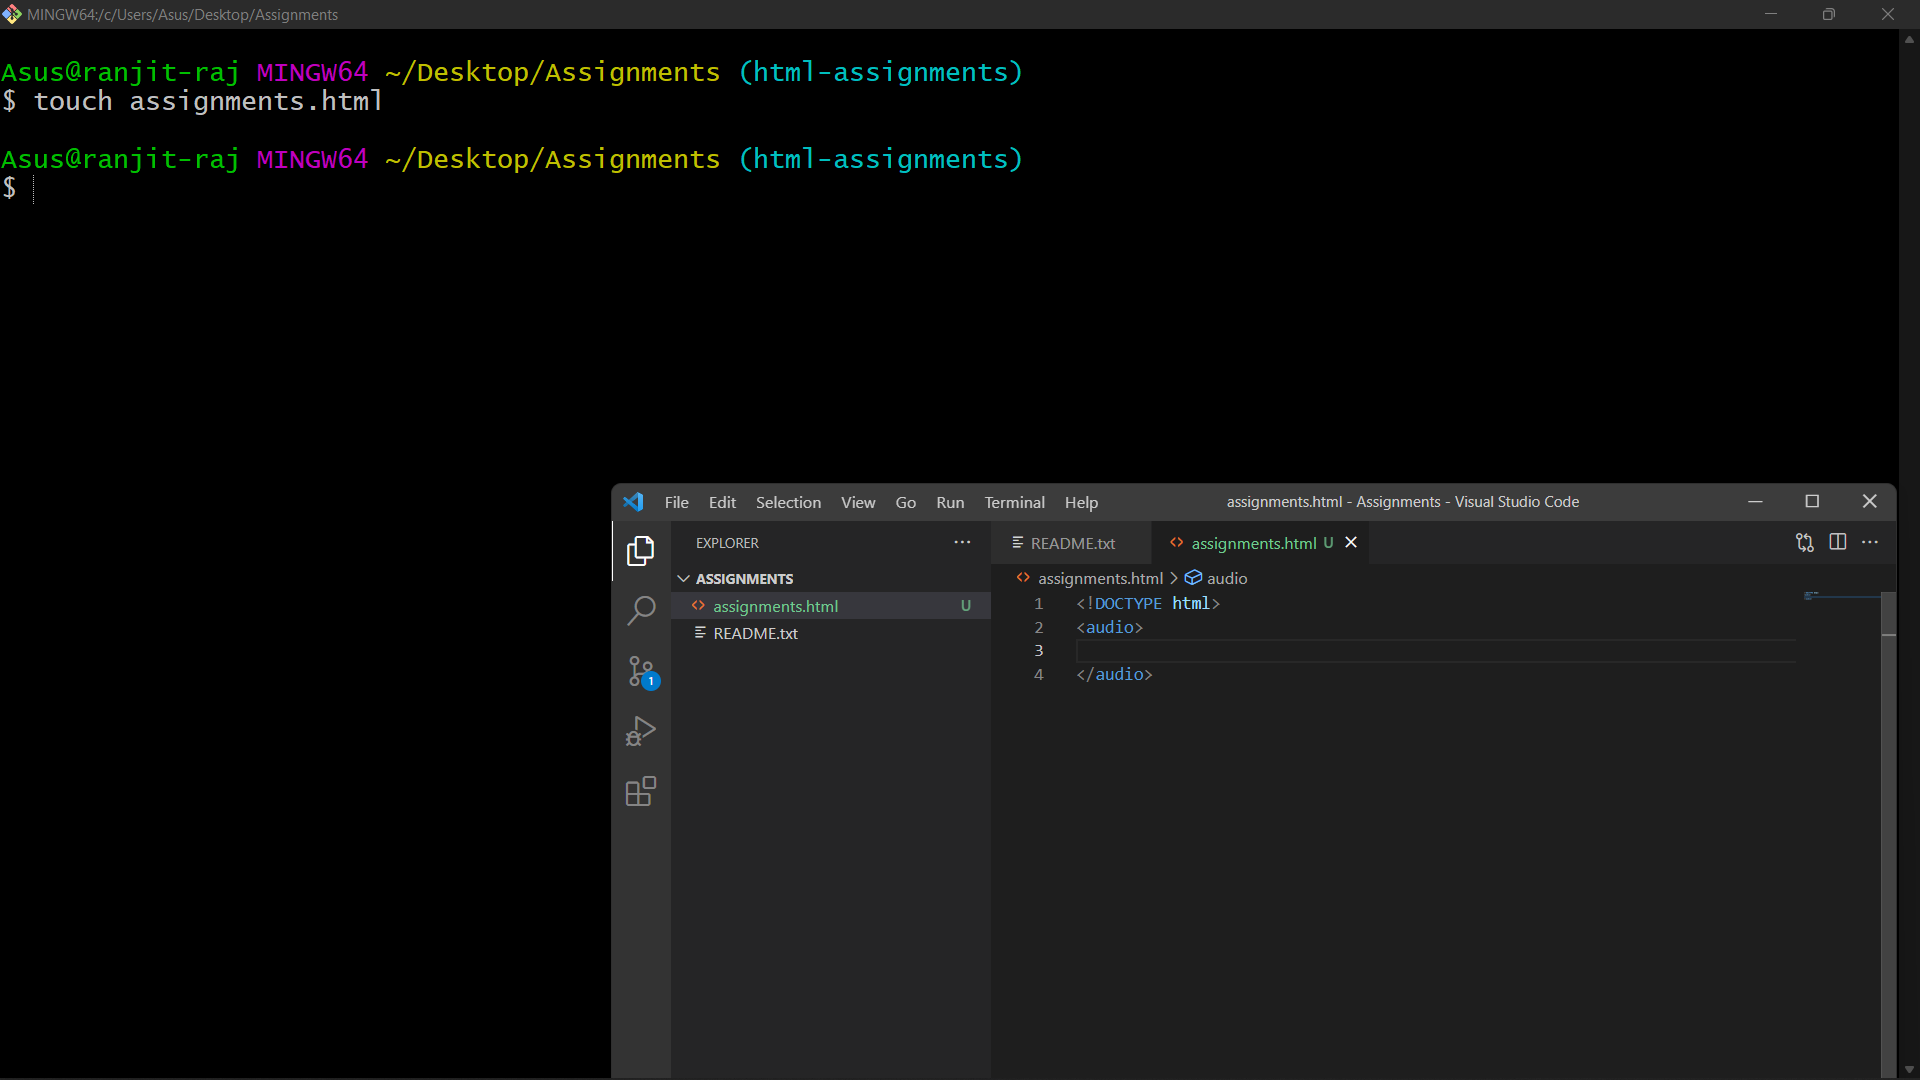 MINGW64:/c/Users/Asus/Desktop/Assignments
Asus@ranjit-raj MINGW64 ~/Desktop/Assignments (html-assignments)
$ touch assignments.html
Asus@ranjit-raj MINGW64 ~/Desktop/Assignments (html-assignments)
$
File Edit Selection View Go Run Terminal Help assignments.html - Assignments - Visual Studio Code
EXPLORER
ASSIGNMENTS
assignments.html U
README.txt
1
README.txt assignments.html U
assignments.html > audio
1 <!DOCTYPE html>
2 <audio>
3
4 </audio>